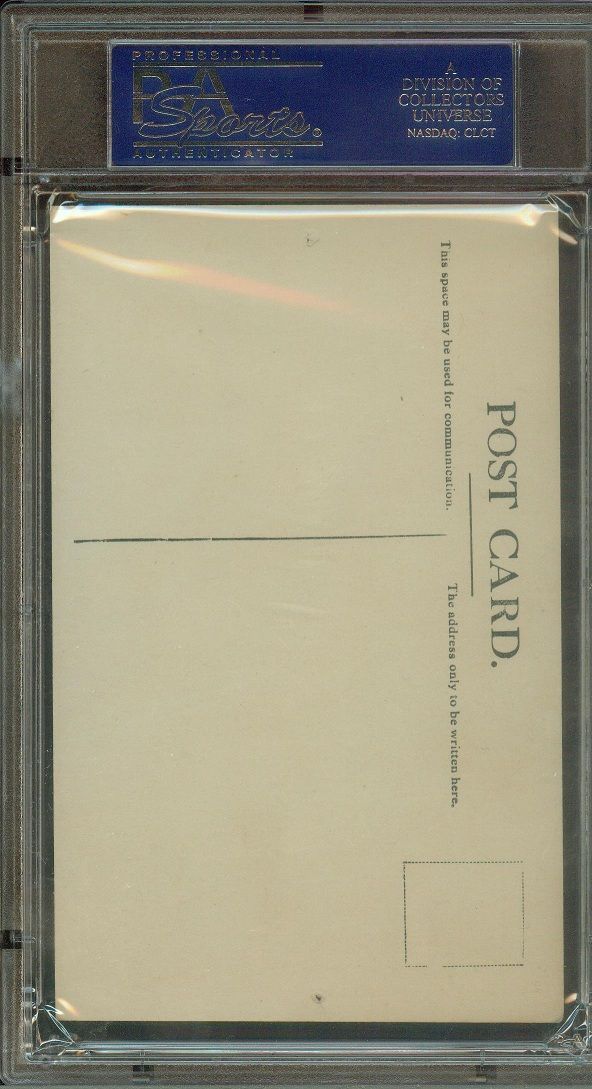 PROFESSIONAL
PSA
Sports
AUTHENTICATOR
A
DIVISION OF
COLLECTORS
UNIVERSE
NASDAQ: CLCT
POST CARD.
This space may be used for communication.
The address only to be written here.